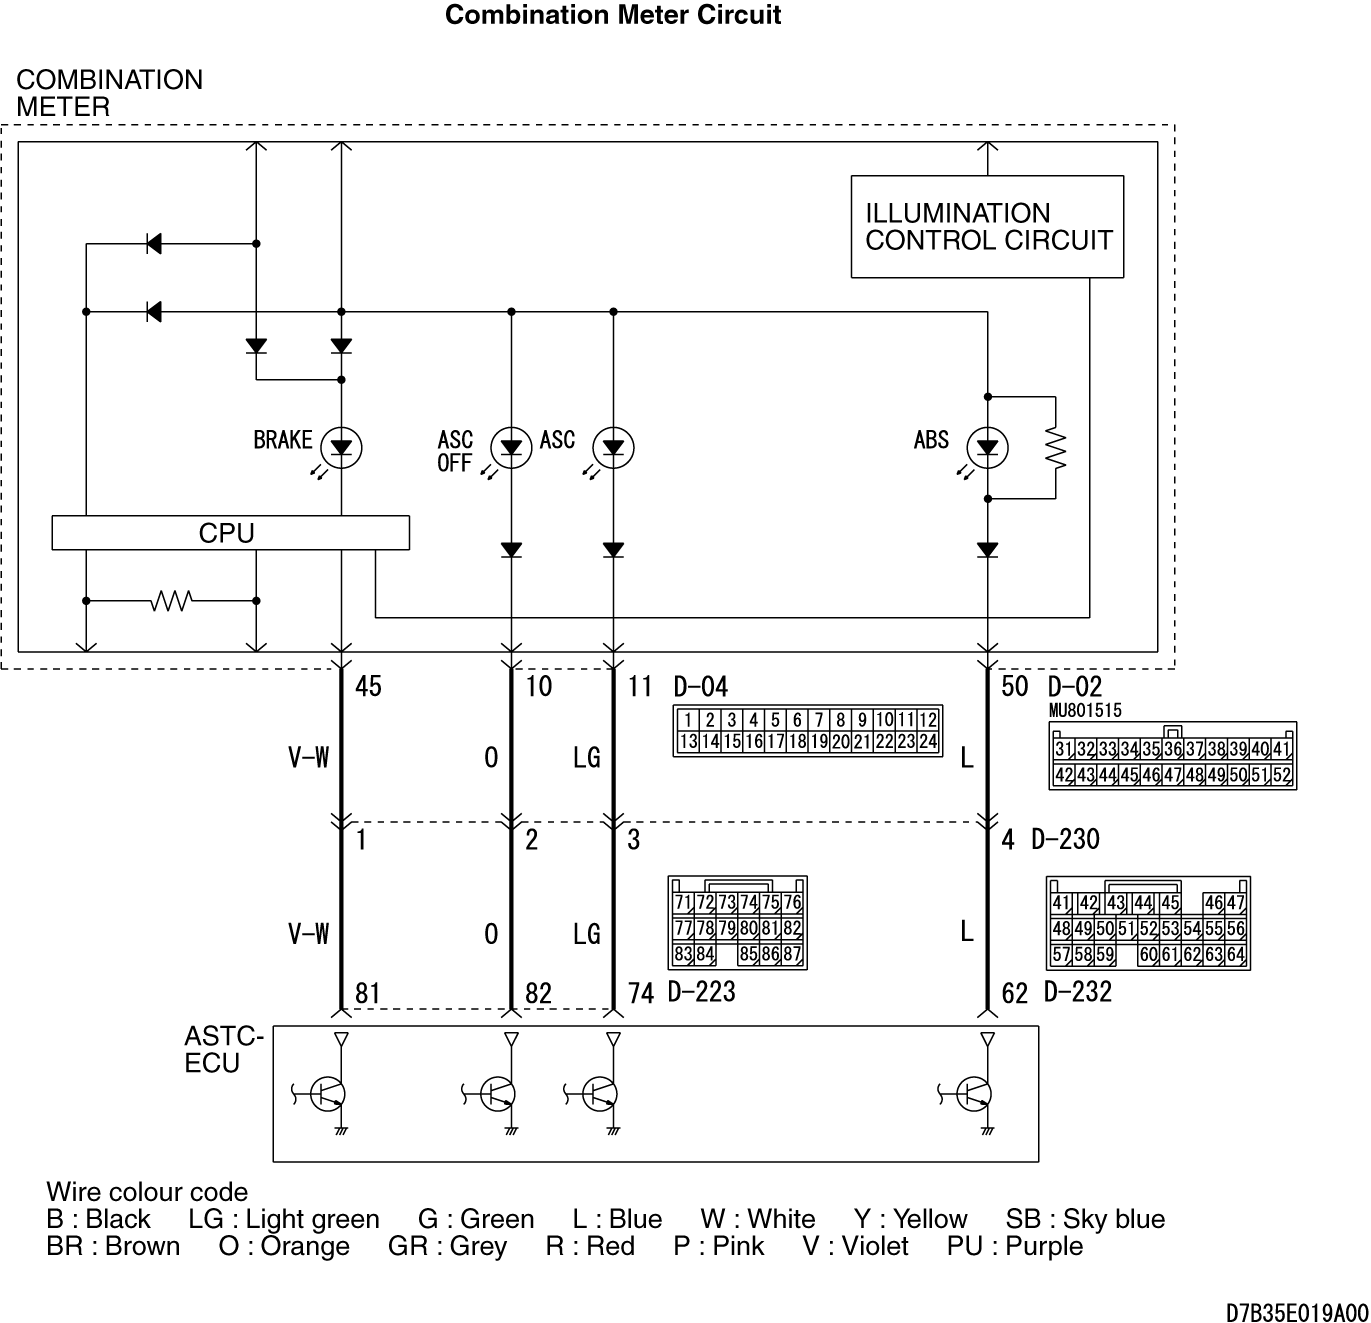 Combination Meter Circuit
COMBINATION
METER
ILLUMINATION
CONTROL CIRCUIT
BRAKE
ASC
OFF
ASC
ABS
CPU
45
10
11
D-04
50
D-02
MU801515
1 2 3 4 5 6 7 8 9 10 11 12
13 14 15 16 17 18 19 20 21 22 23 24
31 32 33 34 35 36 37 38 39 40 41
42 43 44 45 46 47 48 49 50 51 52
V-W
O
LG
L
1
2
3
4
D-230
71 72 73 74 75 76
77 78 79 80 81 82
83 84 85 86 87
41 42 43 44 45 46 47
48 49 50 51 52 53 54 55 56
57 58 59 60 61 62 63 64
V-W
O
LG
L
81
82
74
D-223
62
D-232
ASTC-
ECU
Wire colour code
B : Black LG : Light green G : Green L : Blue W : White Y : Yellow SB : Sky blue
BR : Brown O : Orange GR : Grey R : Red P : Pink V : Violet PU : Purple
D7B35E019A00